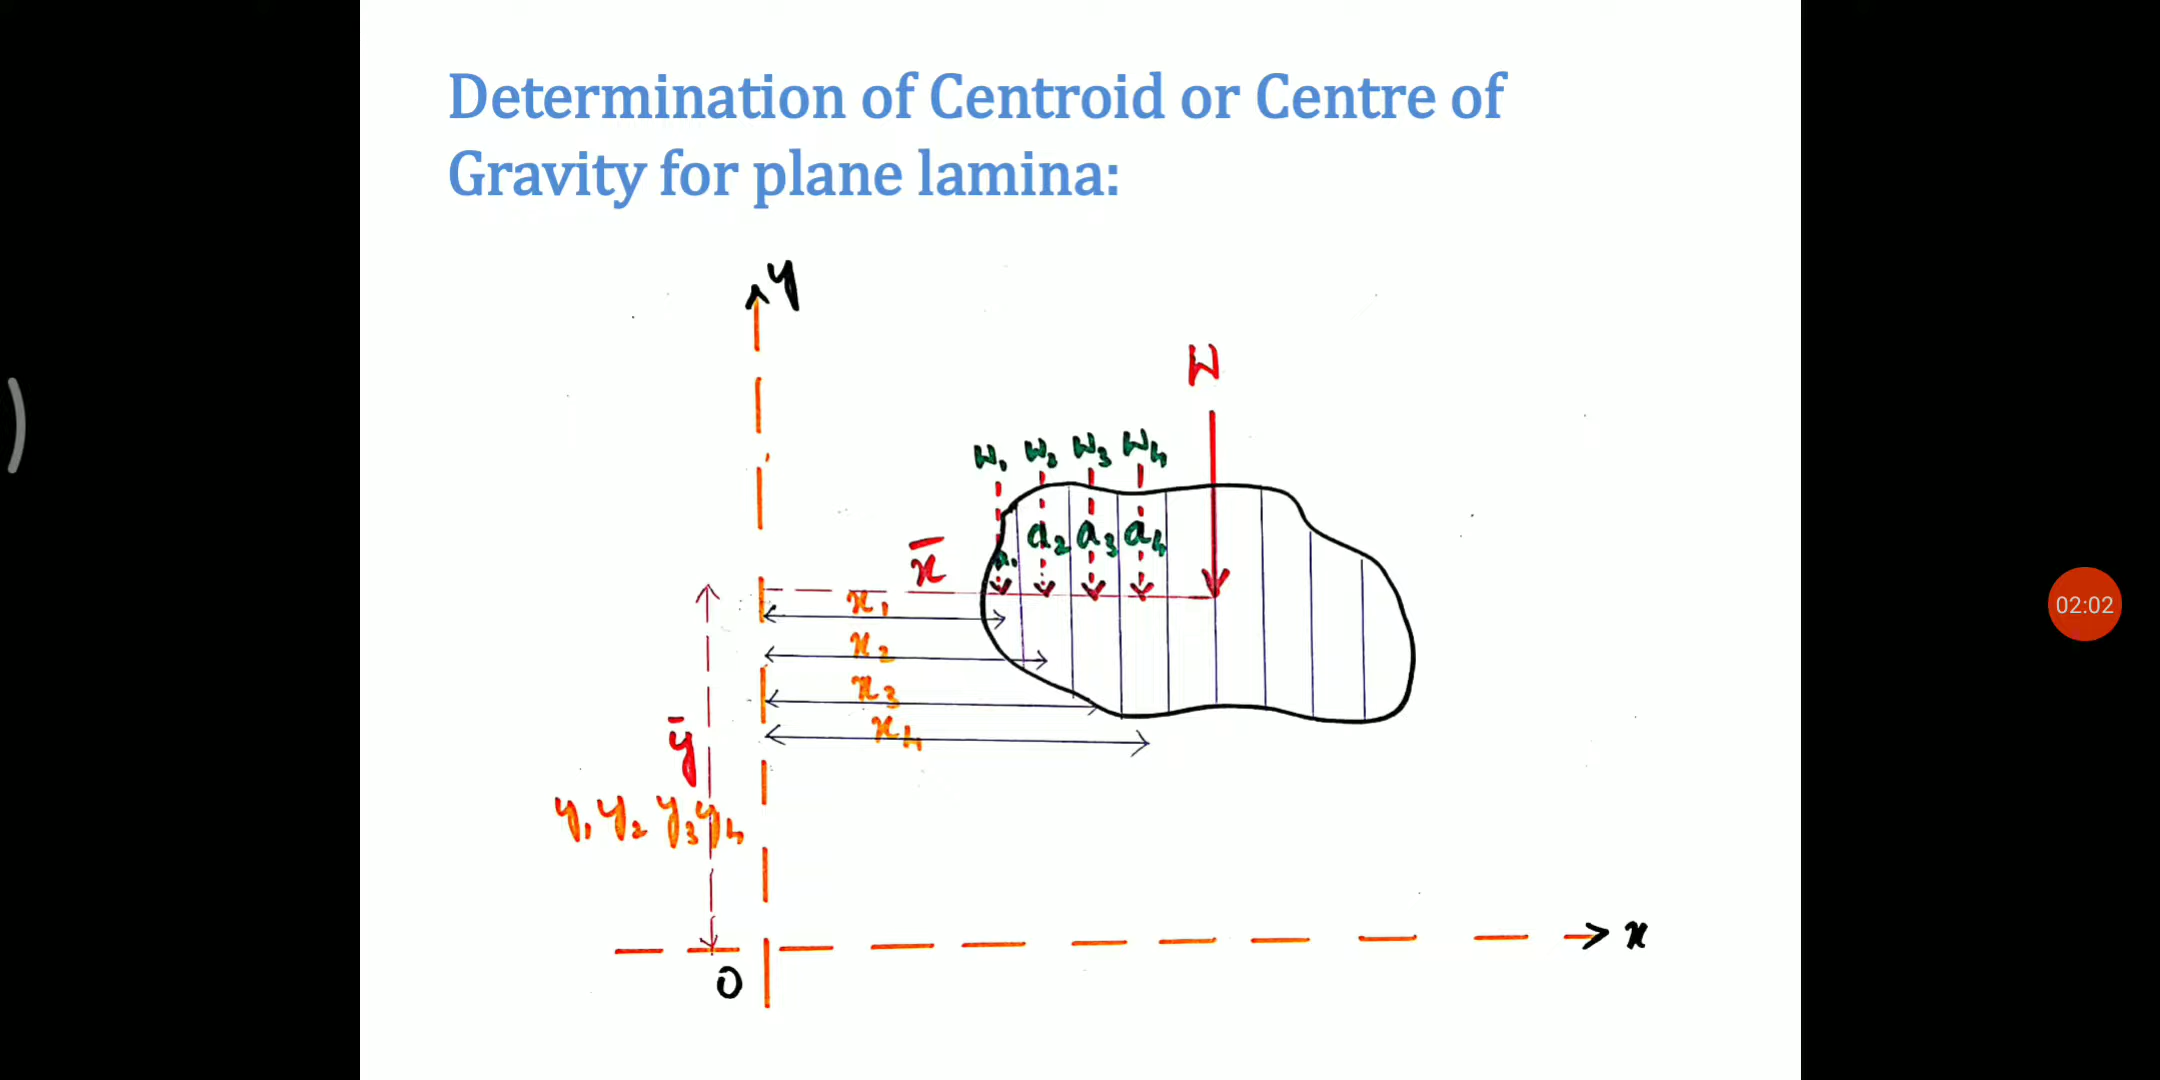 Determination of Centroid or Centre of
Gravity for plane lamina:
y
W
W₁ W₂ W₃ W₄
a₁ a₂ a₃ a₄
x̄
x₁
x₂
x₃
x₄
ȳ
y₁ y₂ y₃ y₄
x
O
02:02